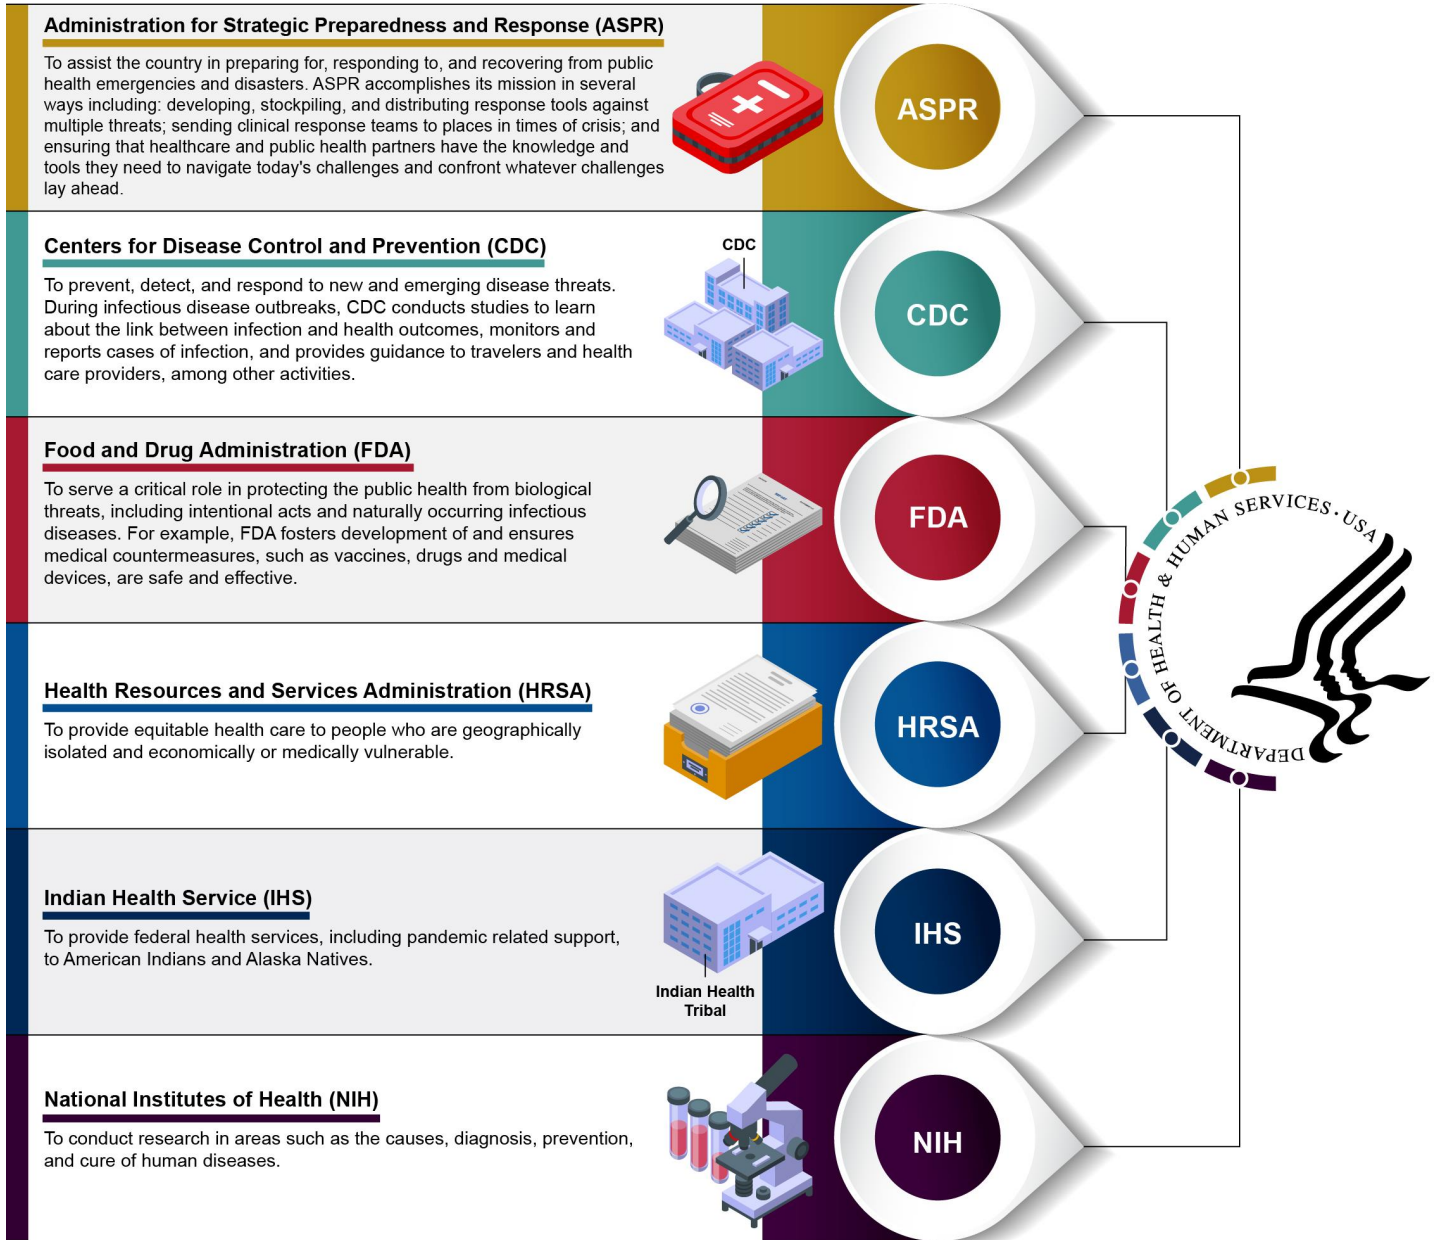 Administration for Strategic Preparedness and Response (ASPR)
To assist the country in preparing for, responding to, and recovering from public
health emergencies and disasters. ASPR accomplishes its mission in several
ways including: developing, stockpiling, and distributing response tools against
multiple threats; sending clinical response teams to places in times of crisis; and
ensuring that healthcare and public health partners have the knowledge and
tools they need to navigate today's challenges and confront whatever challenges
lay ahead.
ASPR
Centers for Disease Control and Prevention (CDC)
To prevent, detect, and respond to new and emerging disease threats.
During infectious disease outbreaks, CDC conducts studies to learn
about the link between infection and health outcomes, monitors and
reports cases of infection, and provides guidance to travelers and health
care providers, among other activities.
CDC
CDC
Food and Drug Administration (FDA)
To serve a critical role in protecting the public health from biological
threats, including intentional acts and naturally occurring infectious
diseases. For example, FDA fosters development of and ensures
medical countermeasures, such as vaccines, drugs and medical
devices, are safe and effective.
FDA
Health Resources and Services Administration (HRSA)
To provide equitable health care to people who are geographically
isolated and economically or medically vulnerable.
HRSA
Indian Health Service (IHS)
To provide federal health services, including pandemic related support,
to American Indians and Alaska Natives.
Indian Health
Tribal
IHS
National Institutes of Health (NIH)
To conduct research in areas such as the causes, diagnosis, prevention,
and cure of human diseases.
NIH
DEPARTMENT OF HEALTH & HUMAN SERVICES · USA